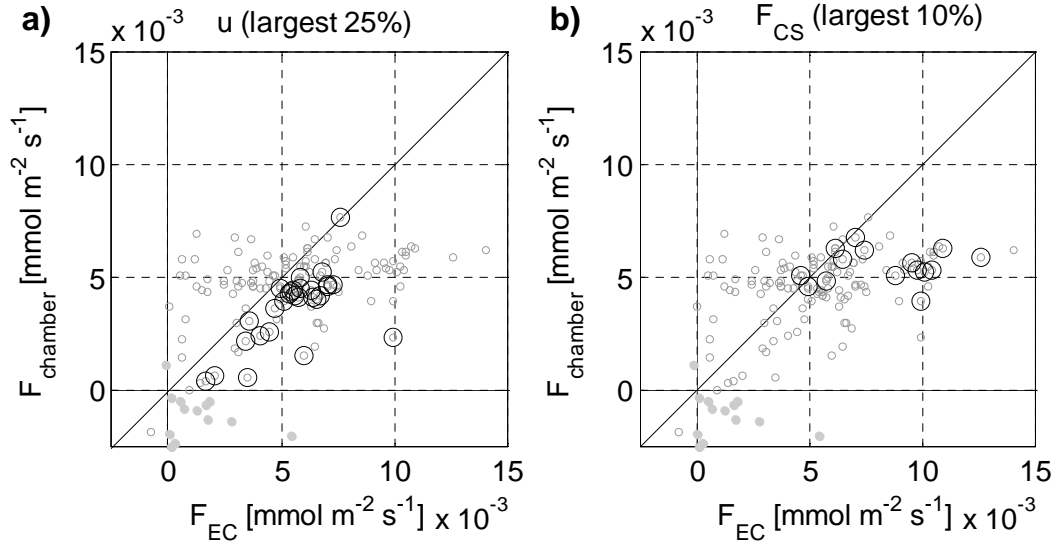 a) u (largest 25%)
x 10⁻³
15
10
5
0
F_chamber [mmol m⁻² s⁻¹]
0 5 10 15
F_EC [mmol m⁻² s⁻¹] x 10⁻³
b) F_CS (largest 10%)
x 10⁻³
15
10
5
0
F_chamber [mmol m⁻² s⁻¹]
0 5 10 15
F_EC [mmol m⁻² s⁻¹] x 10⁻³